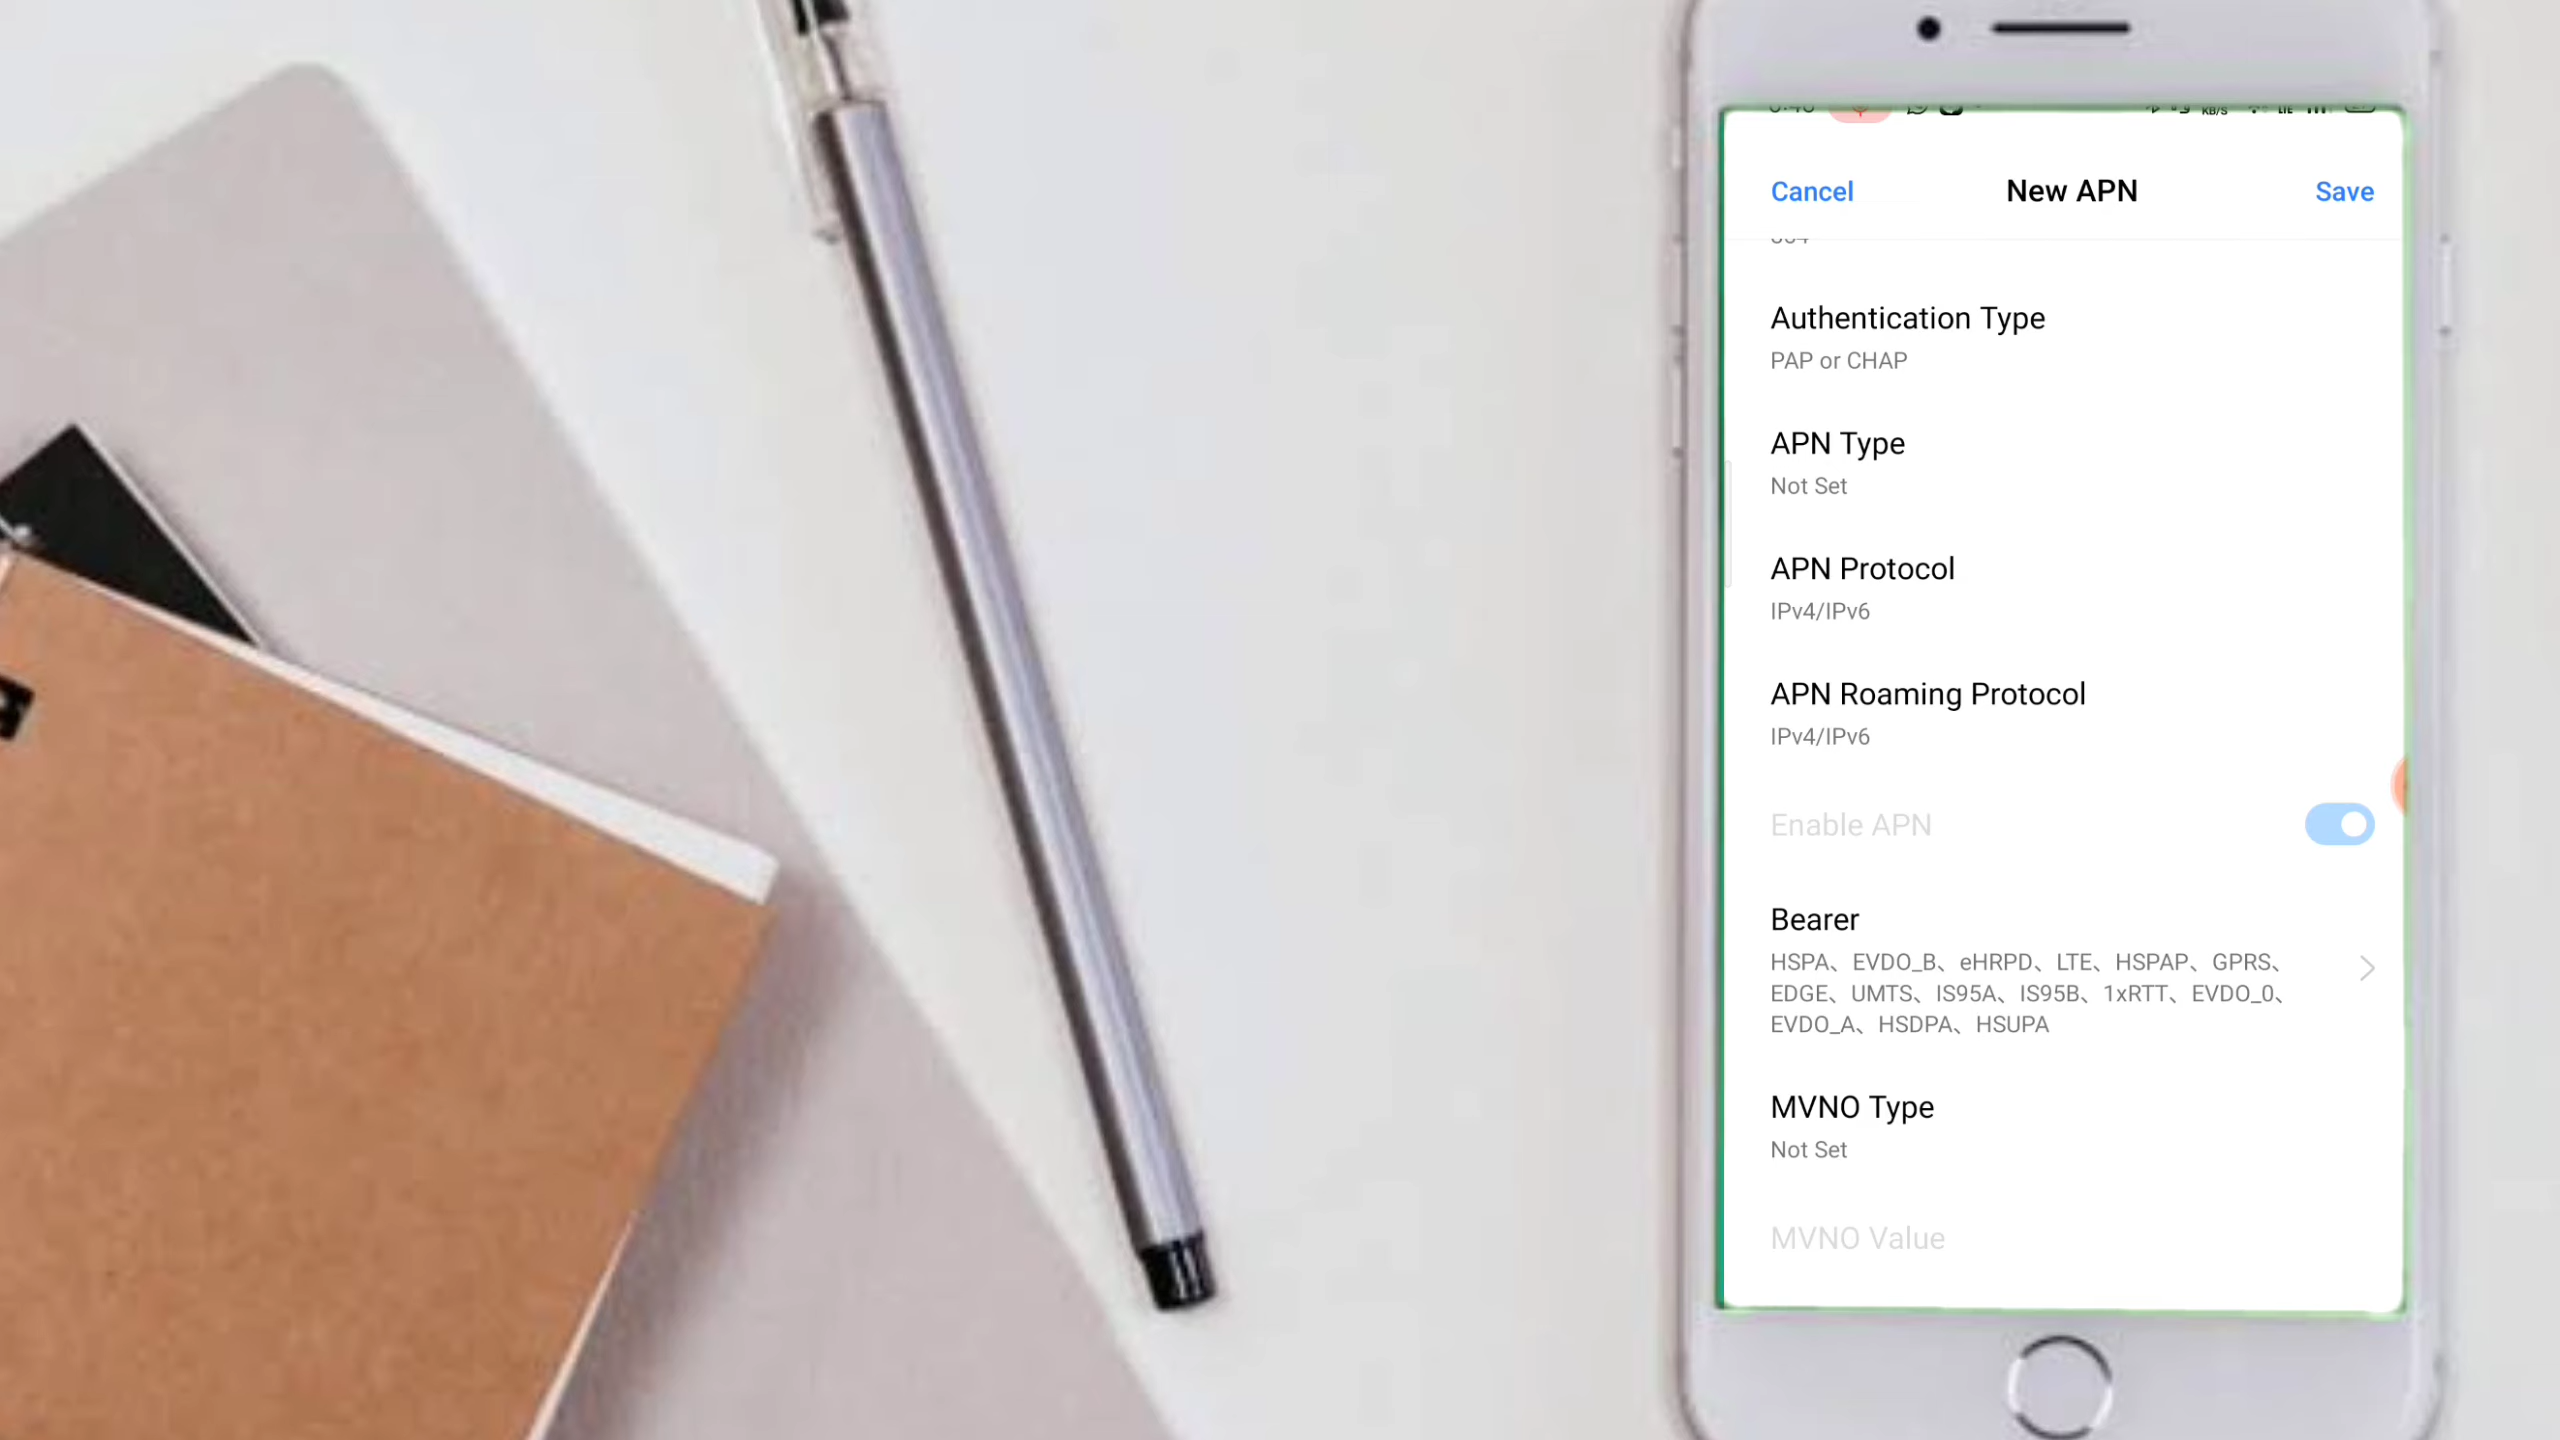 KB/S LTE
Cancel New APN Save
Authentication Type
PAP or CHAP
APN Type
Not Set
APN Protocol
IPv4/IPv6
APN Roaming Protocol
IPv4/IPv6
Enable APN
Bearer
HSPA、EVDO_B、eHRPD、LTE、HSPAP、GPRS、
EDGE、UMTS、IS95A、IS95B、1xRTT、EVDO_0、
EVDO_A、HSDPA、HSUPA
MVNO Type
Not Set
MVNO Value